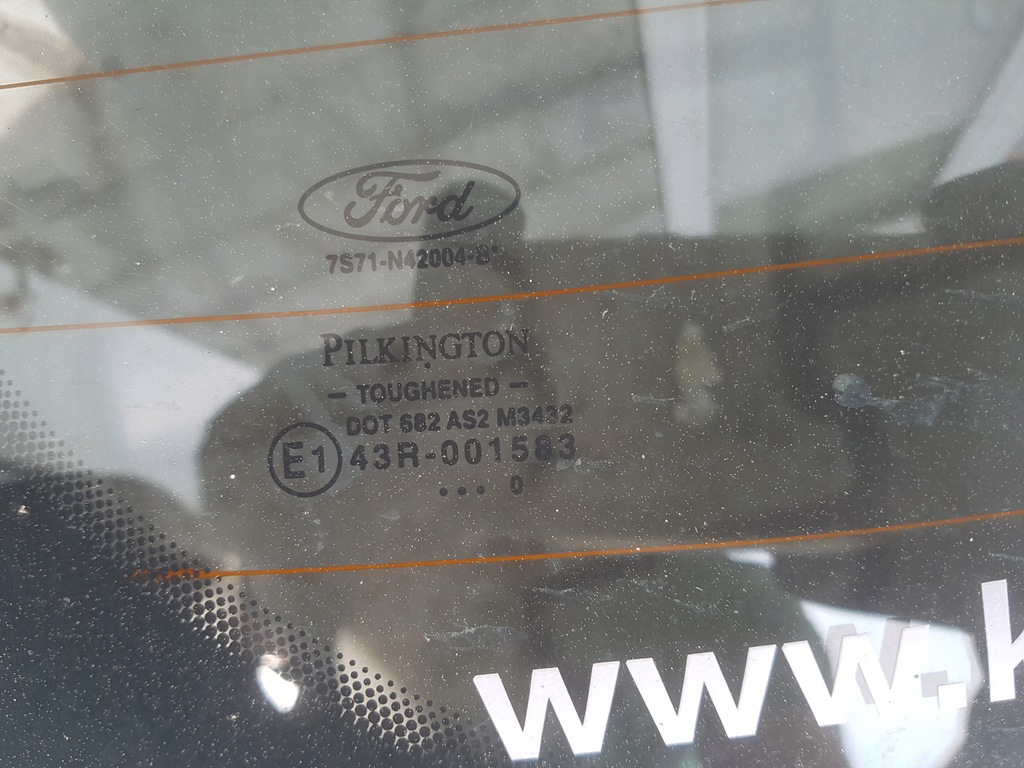 Ford
7S71-N42004-B*
PILKINGTON
- TOUGHENED -
DOT 682 AS2 M3432
E1 43R-001583
... 0
www.k